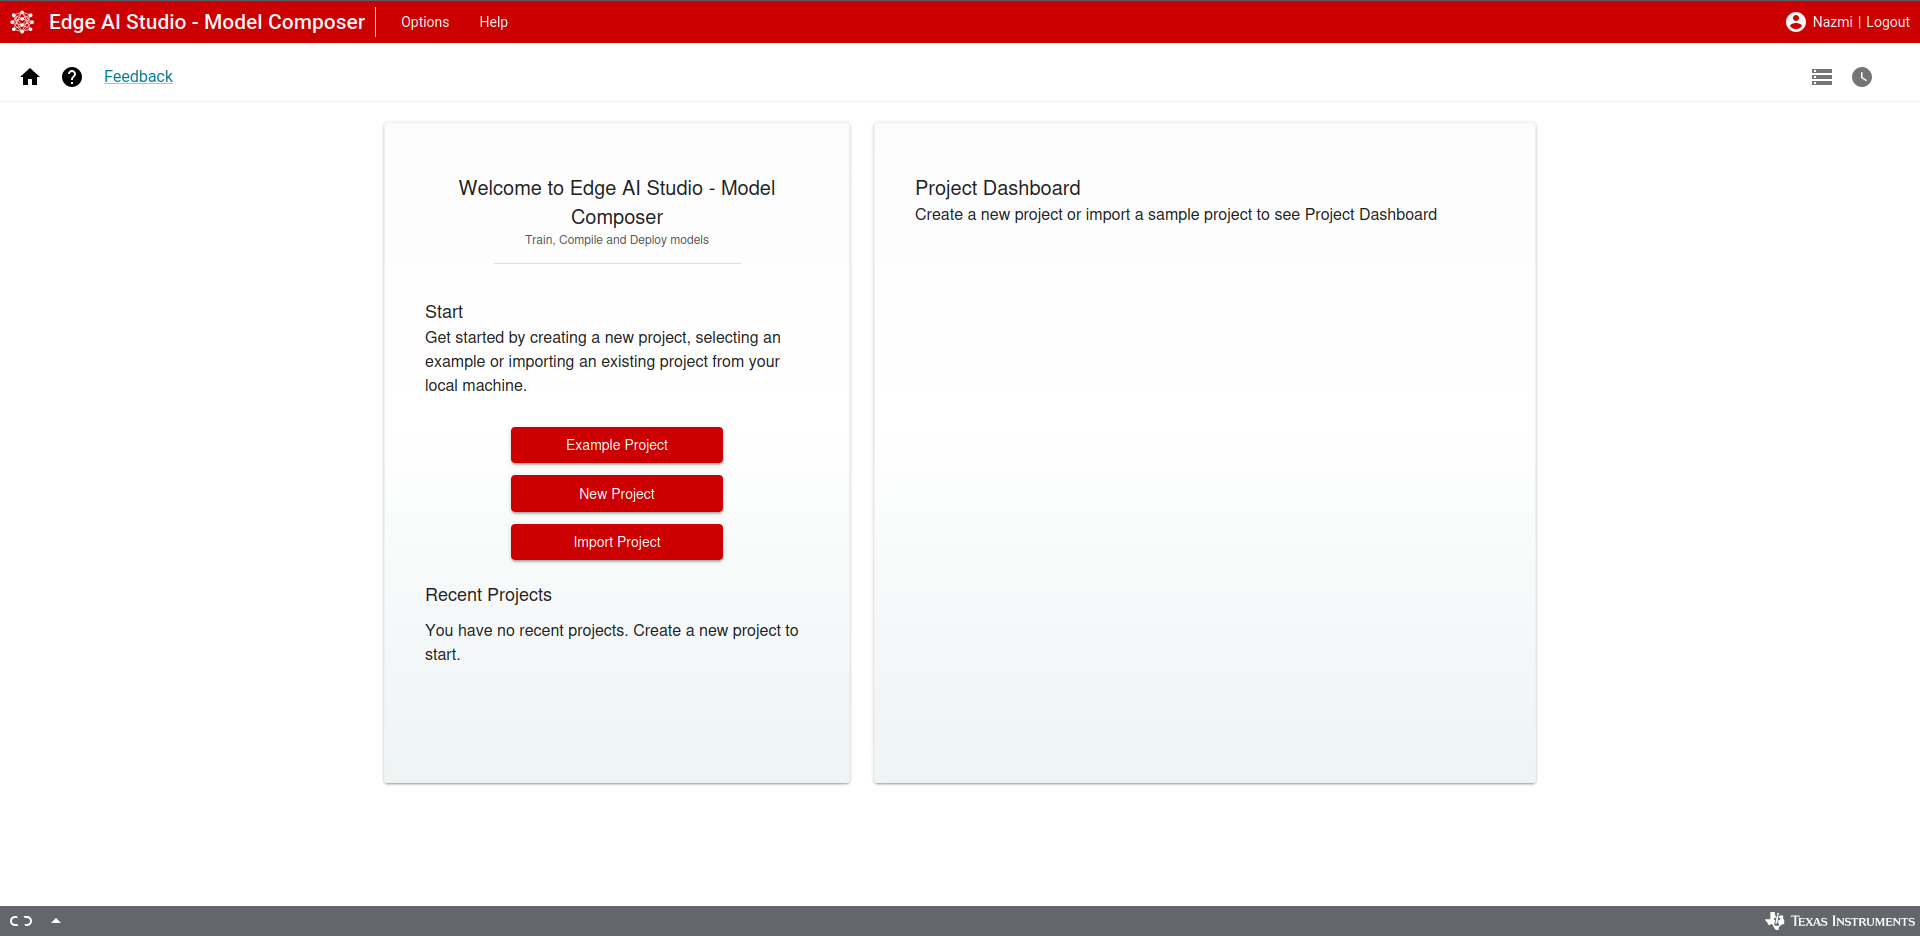 Edge AI Studio - Model Composer
Options
Help
Nazmi | Logout
Feedback
Welcome to Edge AI Studio - Model
Composer
Train, Compile and Deploy models
Start
Get started by creating a new project, selecting an
example or importing an existing project from your
local machine.
Example Project
New Project
Import Project
Recent Projects
You have no recent projects. Create a new project to
start.
Project Dashboard
Create a new project or import a sample project to see Project Dashboard
Texas Instruments